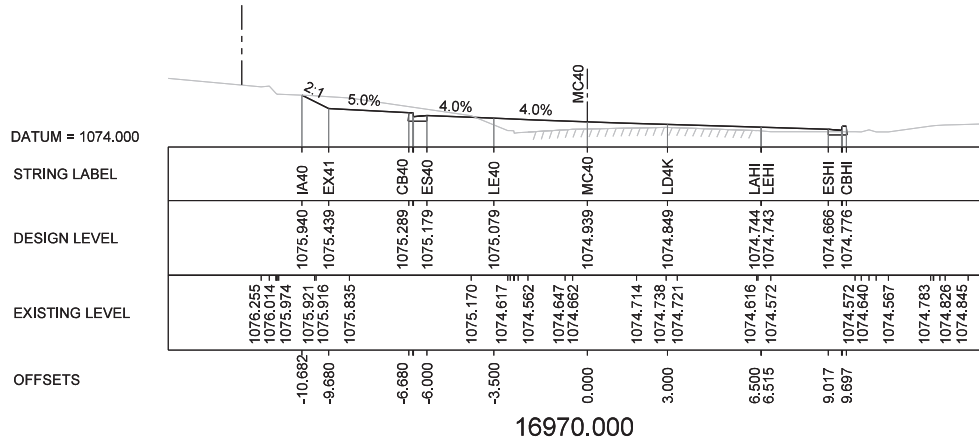 MC40
2:1
5.0%
4.0%
4.0%
DATUM = 1074.000
STRING LABEL
IA40
EX41
CB40
ES40
LE40
MC40
LD4K
LAHI
LEHI
ESHI
CBHI
DESIGN LEVEL
1075.940
1075.439
1075.289
1075.179
1075.079
1074.939
1074.849
1074.744
1074.743
1074.666
1074.776
EXISTING LEVEL
1076.255
1076.014
1075.974
1075.921
1075.916
1075.835
1075.170
1074.617
1074.562
1074.647
1074.662
1074.714
1074.738
1074.721
1074.616
1074.572
1074.572
1074.640
1074.567
1074.783
1074.826
1074.845
OFFSETS
-10.682
-9.680
-6.680
-6.000
-3.500
0.000
3.000
6.500
6.515
9.017
9.697
16970.000